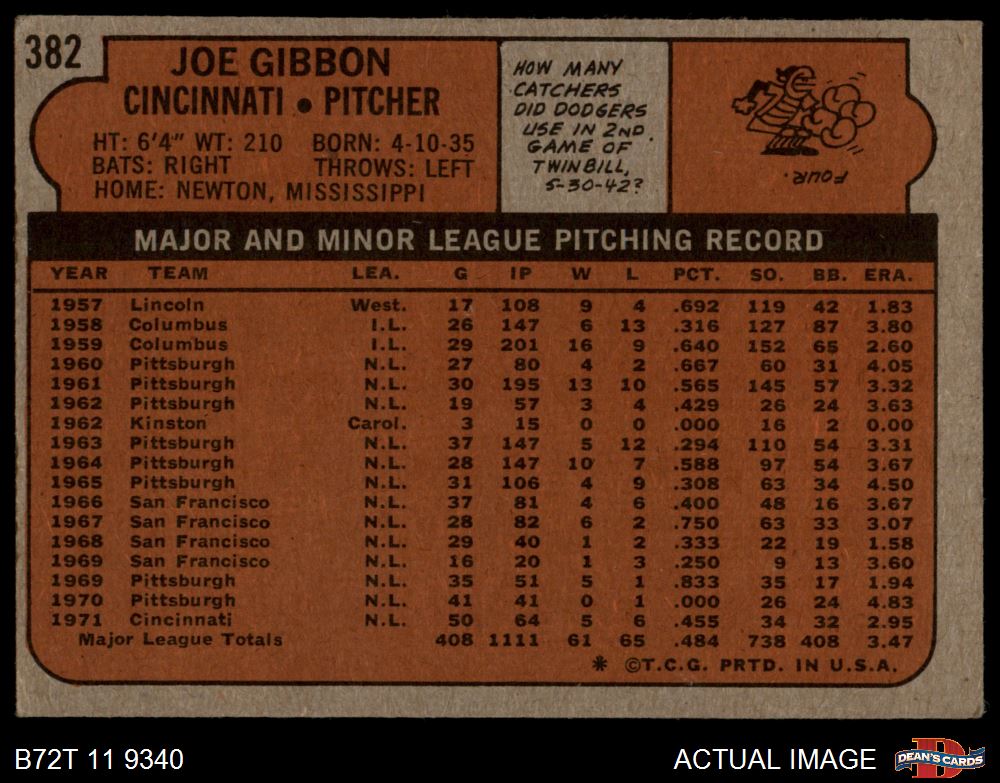 382
JOE GIBBON
CINCINNATI • PITCHER
HT: 6'4" WT: 210 BORN: 4-10-35
BATS: RIGHT THROWS: LEFT
HOME: NEWTON, MISSISSIPPI
HOW MANY
CATCHERS
DID DODGERS
USE IN 2ND
GAME OF
TWINBILL,
5-30-42?
FOUR.
MAJOR AND MINOR LEAGUE PITCHING RECORD
YEAR TEAM LEA. G IP W L PCT. SO. BB. ERA.
1957 Lincoln West. 17 108 9 4 .692 119 42 1.83
1958 Columbus I.L. 26 147 6 13 .316 127 87 3.80
1959 Columbus I.L. 29 201 16 9 .640 152 65 2.60
1960 Pittsburgh N.L. 27 80 4 2 .667 60 31 4.05
1961 Pittsburgh N.L. 30 195 13 10 .565 145 57 3.32
1962 Pittsburgh N.L. 19 57 3 4 .429 26 24 3.63
1962 Kinston Carol. 3 15 0 0 .000 16 2 0.00
1963 Pittsburgh N.L. 37 147 5 12 .294 110 54 3.31
1964 Pittsburgh N.L. 28 147 10 7 .588 97 54 3.67
1965 Pittsburgh N.L. 31 106 4 9 .308 63 34 4.50
1966 San Francisco N.L. 37 81 4 6 .400 48 16 3.67
1967 San Francisco N.L. 28 82 6 2 .750 63 33 3.07
1968 San Francisco N.L. 29 40 1 2 .333 22 19 1.58
1969 San Francisco N.L. 16 20 1 3 .250 9 13 3.60
1969 Pittsburgh N.L. 35 51 5 1 .833 35 17 1.94
1970 Pittsburgh N.L. 41 41 0 1 .000 26 24 4.83
1971 Cincinnati N.L. 50 64 5 6 .455 34 32 2.95
Major League Totals 408 1111 61 65 .484 738 408 3.47
* ©T.C.G. PRTD. IN U.S.A.
B72T 11 9340
ACTUAL IMAGE
DEAN'S CARDS